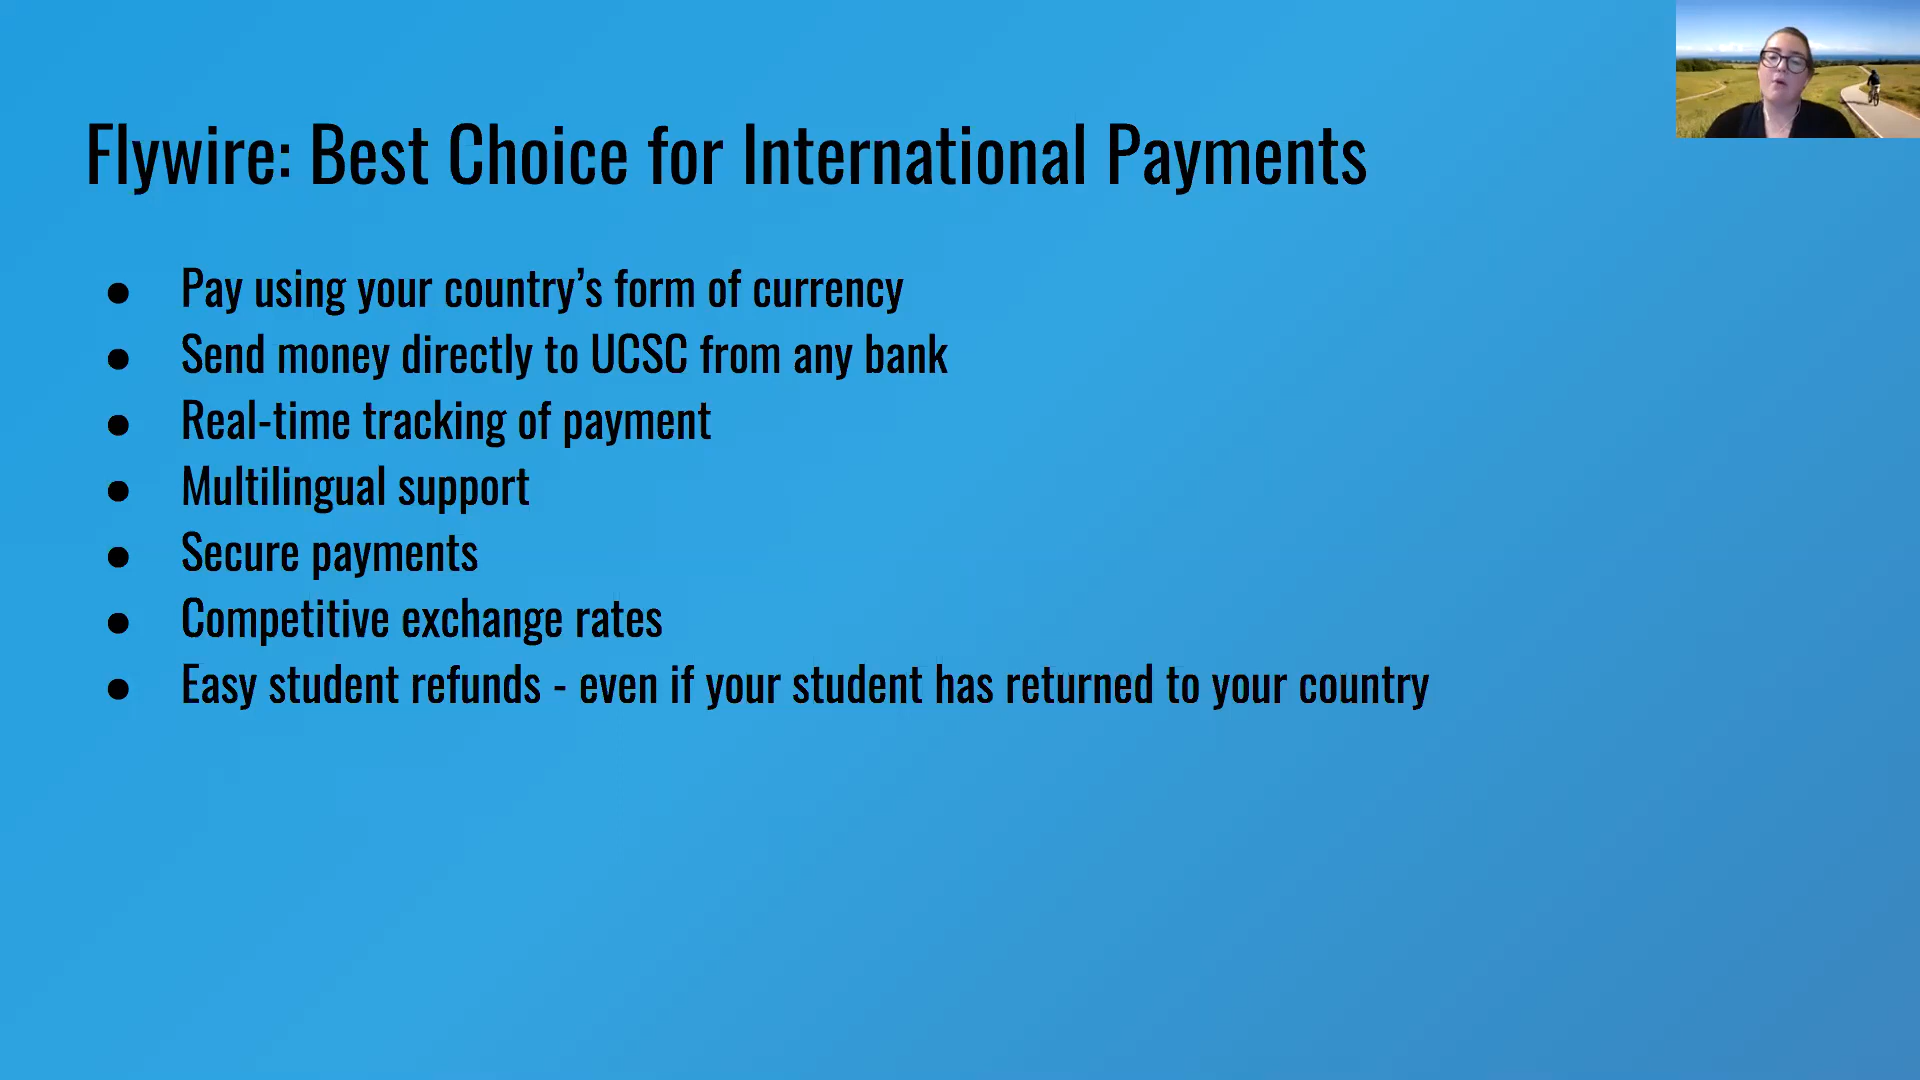 Flywire: Best Choice for International Payments
● Pay using your country’s form of currency
● Send money directly to UCSC from any bank
● Real-time tracking of payment
● Multilingual support
● Secure payments
● Competitive exchange rates
● Easy student refunds - even if your student has returned to your country